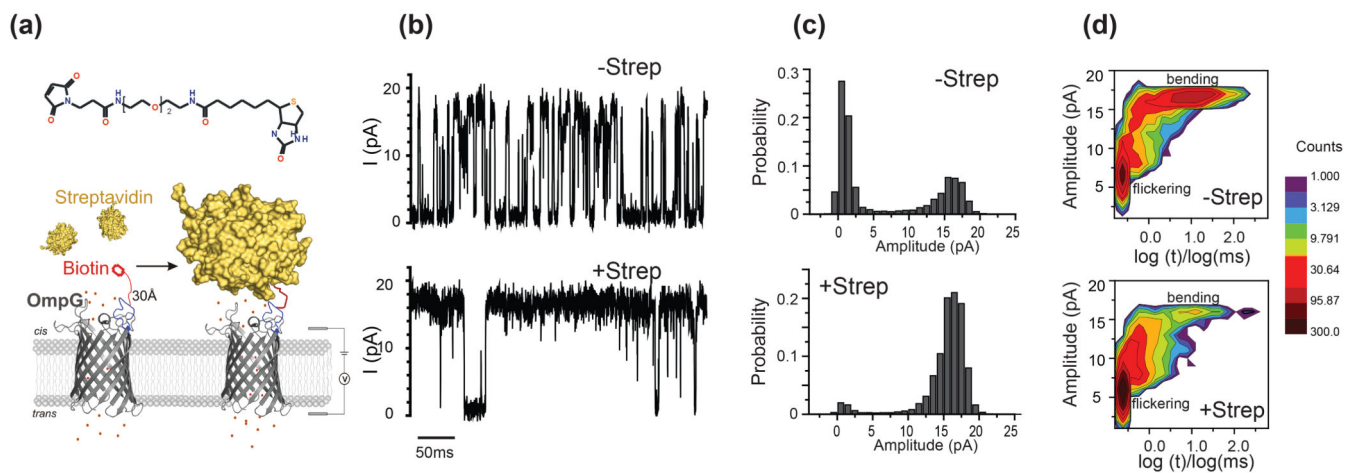 (a)
O
O
N
O
H
N
O
2
H
N
O
S
N
N
H
H
O
Streptavidin
Biotin
OmpG
30Å
cis
trans
V
(b)
-Strep
20
10
0
I (pA)
+Strep
20
10
0
I (pA)
50ms
(c)
-Strep
0.3
0.2
0.1
0.0
Probability
0 5 10 15 20 25
Amplitude (pA)
+Strep
0.2
0.1
0.0
Probability
0 5 10 15 20 25
Amplitude (pA)
(d)
20
15
10
5
Amplitude (pA)
bending
flickering
-Strep
0.0 1.0 2.0
log (t)/log(ms)
20
15
10
5
Amplitude (pA)
bending
flickering
+Strep
0.0 1.0 2.0
log (t)/log(ms)
Counts
1.000
3.129
9.791
30.64
95.87
300.0